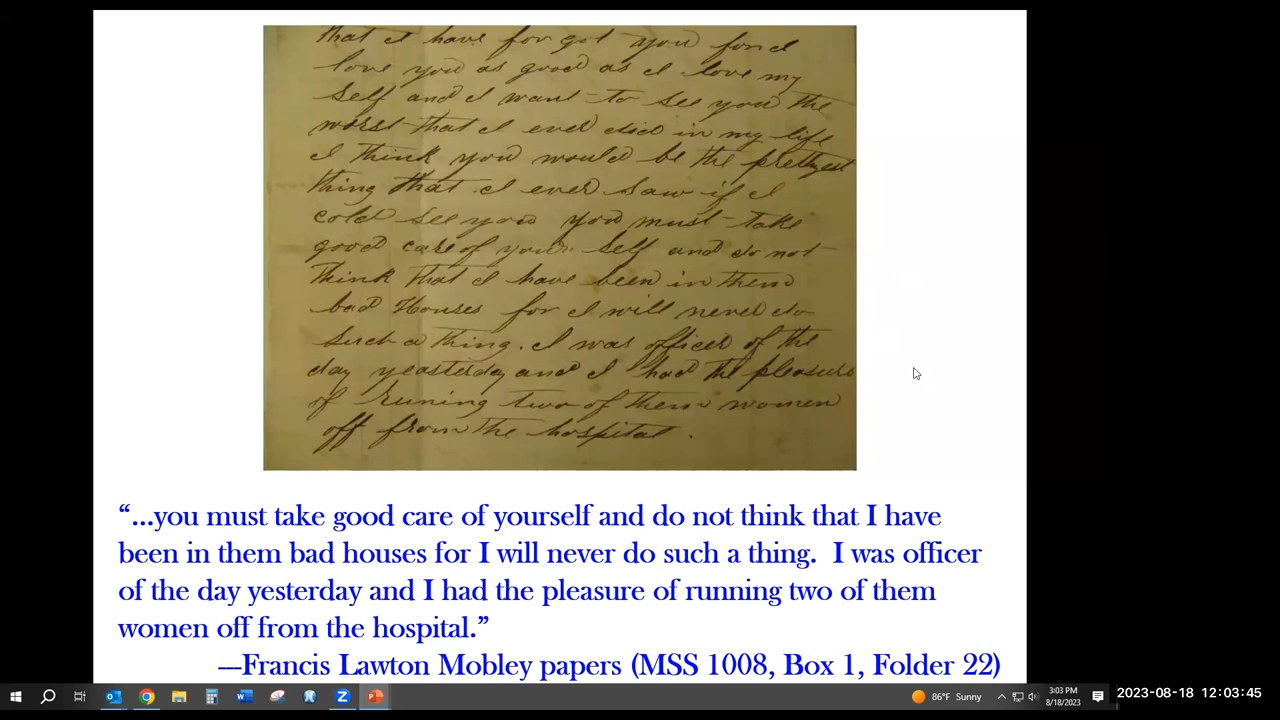 that I have for got you for I
love you as good as I love my
self and I want to see you the
worst that I ever did in my life
I think you would be the prettyest
thing that I ever saw if I
cold see you you must take
good care of your self and do not
think that I have been in them
bad Houses for I will never do
such a thing. I was officer of the
day yeasterday and I had the pleasure
of runing two of them women
off from the hospital.
“...you must take good care of yourself and do not think that I have
been in them bad houses for I will never do such a thing.  I was officer
of the day yesterday and I had the pleasure of running two of them
women off from the hospital.”
—Francis Lawton Mobley papers (MSS 1008, Box 1, Folder 22)
86°F Sunny
3:03 PM
8/18/2023
2023-08-18 12:03:45